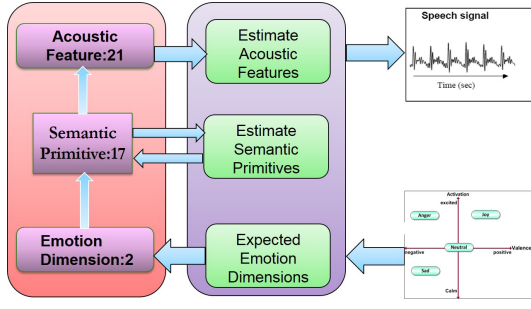 Acoustic
Feature:21
Estimate
Acoustic
Features
Speech signal
Time (sec)
Semantic
Primitive:17
Estimate
Semantic
Primitives
Emotion
Dimension:2
Expected
Emotion
Dimensions
Activation
excited
Anger
Joy
Neutral
negative
positive
Valence
Sad
Calm